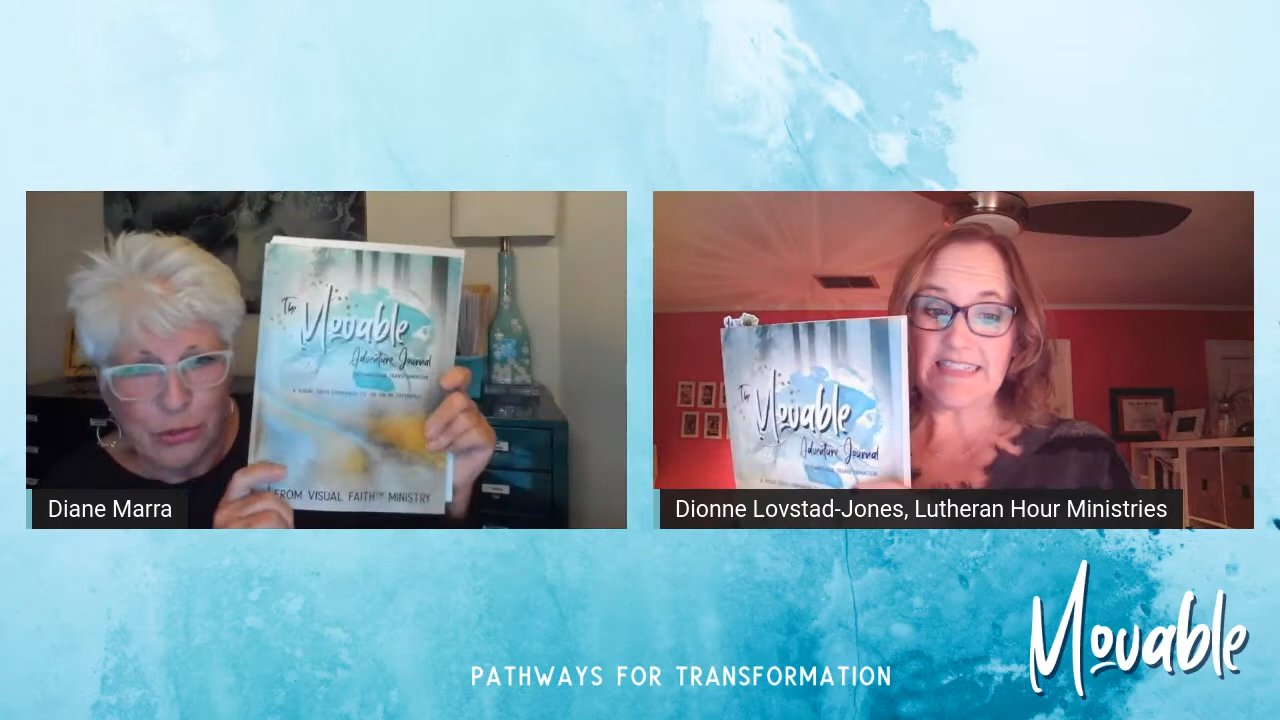 The
Movable
Adventure Journal
FROM VISUAL FAITH™ MINISTRY
Diane Marra
The
Movable
Adventure Journal
Dionne Lovstad-Jones, Lutheran Hour Ministries
PATHWAYS FOR TRANSFORMATION
Movable